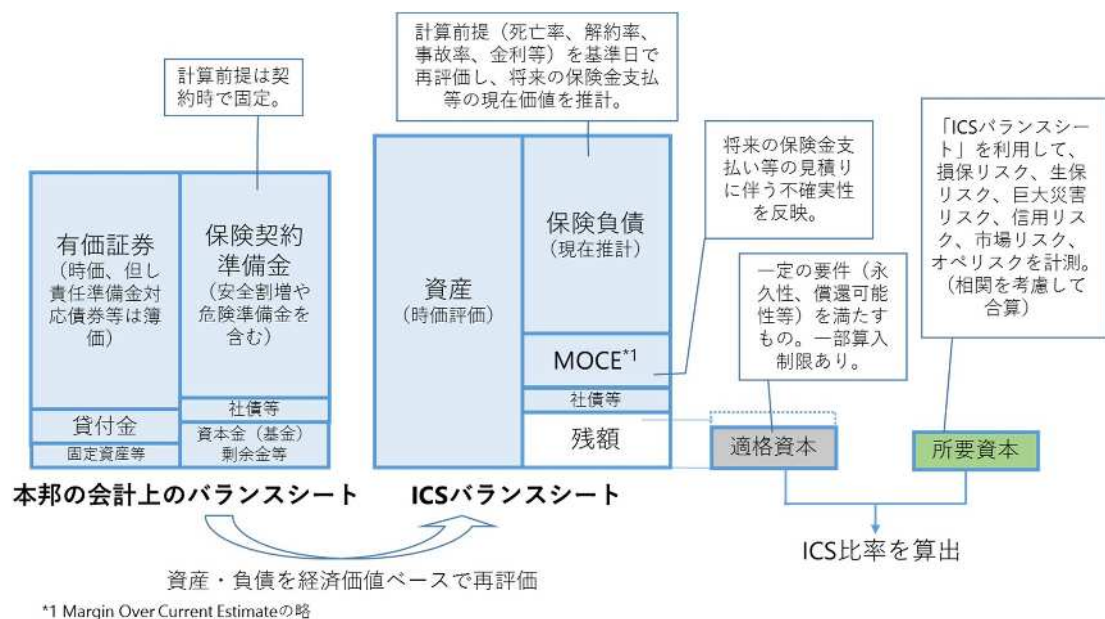 計算前提は契
約時で固定。
計算前提（死亡率、解約率、
事故率、金利等）を基準日で
再評価し、将来の保険金支払
等の現在価値を推計。
将来の保険金支
払い等の見積り
に伴う不確実性
を反映。
「ICSバランスシー
ト」を利用して、
損保リスク、生保
リスク、巨大災害
リスク、信用リス
ク、市場リスク、
オペリスクを計測。
（相関を考慮して
合算）
一定の要件（永
久性、償還可能
性等）を満たすも
の。一部算入
制限あり。
有価証券
（時価、但し
責任準備金対
応債券等は簿
価）
貸付金
固定資産等
保険契約
準備金
（安全割増や
危険準備金を
含む）
社債等
資本金（基金）
剰余金等
本邦の会計上のバランスシート
資産
（時価評価）
保険負債
（現在推計）
MOCE*1
社債等
残額
ICSバランスシート
適格資本
所要資本
ICS比率を算出
資産・負債を経済価値ベースで再評価
*1 Margin Over Current Estimateの略